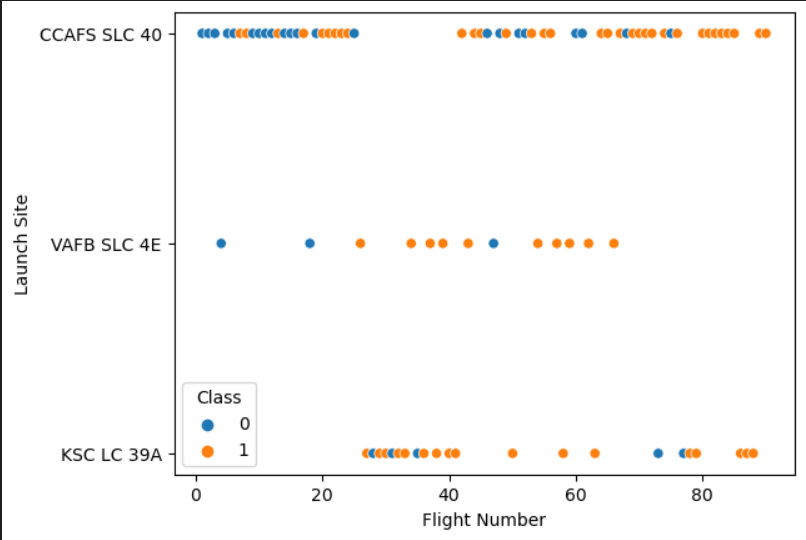 CCAFS SLC 40
VAFB SLC 4E
KSC LC 39A
Launch Site
Class
0
1
0 20 40 60 80
Flight Number